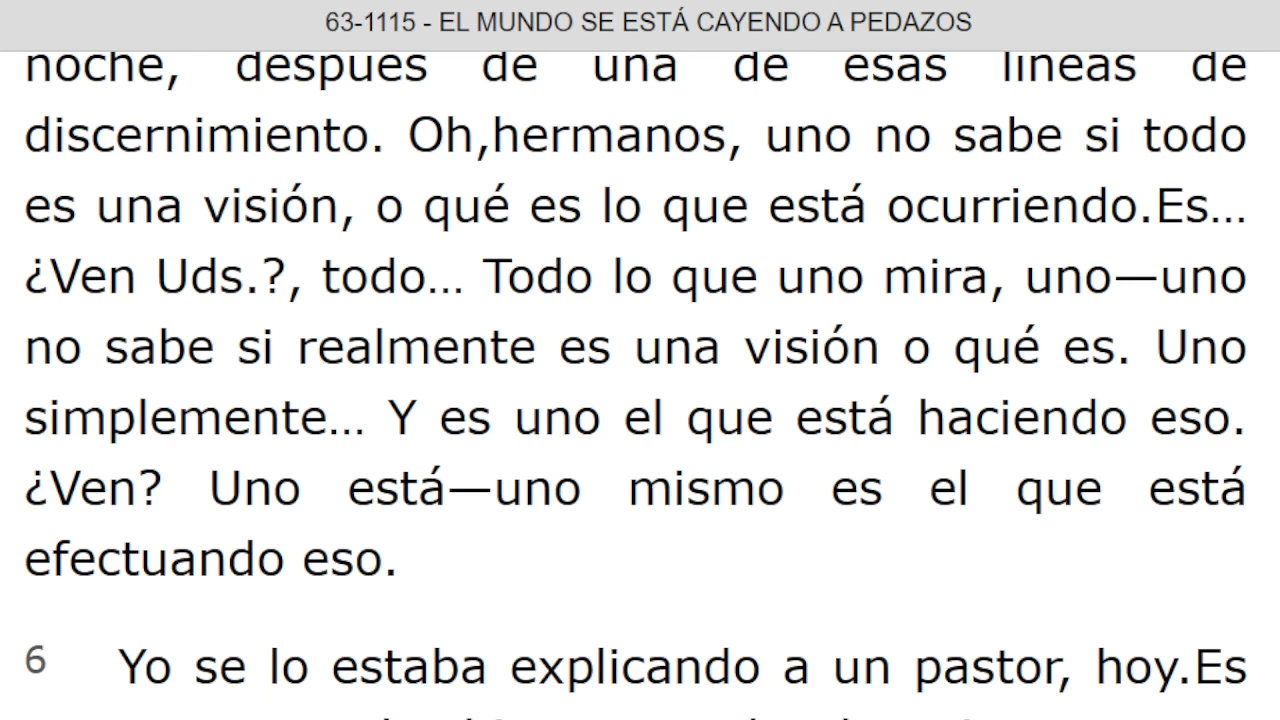 63-1115 - EL MUNDO SE ESTÁ CAYENDO A PEDAZOS
noche, después de una de esas líneas de
discernimiento. Oh,hermanos, uno no sabe si todo
es una visión, o qué es lo que está ocurriendo.Es...
¿Ven Uds.?, todo... Todo lo que uno mira, uno—uno
no sabe si realmente es una visión o qué es. Uno
simplemente... Y es uno el que está haciendo eso.
¿Ven? Uno está—uno mismo es el que está
efectuando eso.
6 Yo se lo estaba explicando a un pastor, hoy.Es